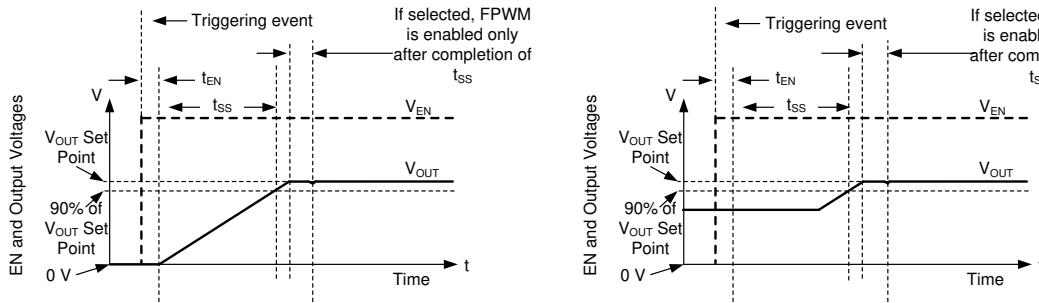 Triggering event
If selected, FPWM
is enabled only
after completion of
tSS
tEN
tSS
V
VEN
VOUT Set
Point
VOUT
90% of
VOUT Set
Point
0 V
Time
t
EN and Output Voltages
Triggering event
If selecte
is enabl
after com
tS
tEN
tSS
V
VEN
VOUT Set
Point
VOUT
90% of
VOUT Set
Point
0 V
Time
EN and Output Voltages